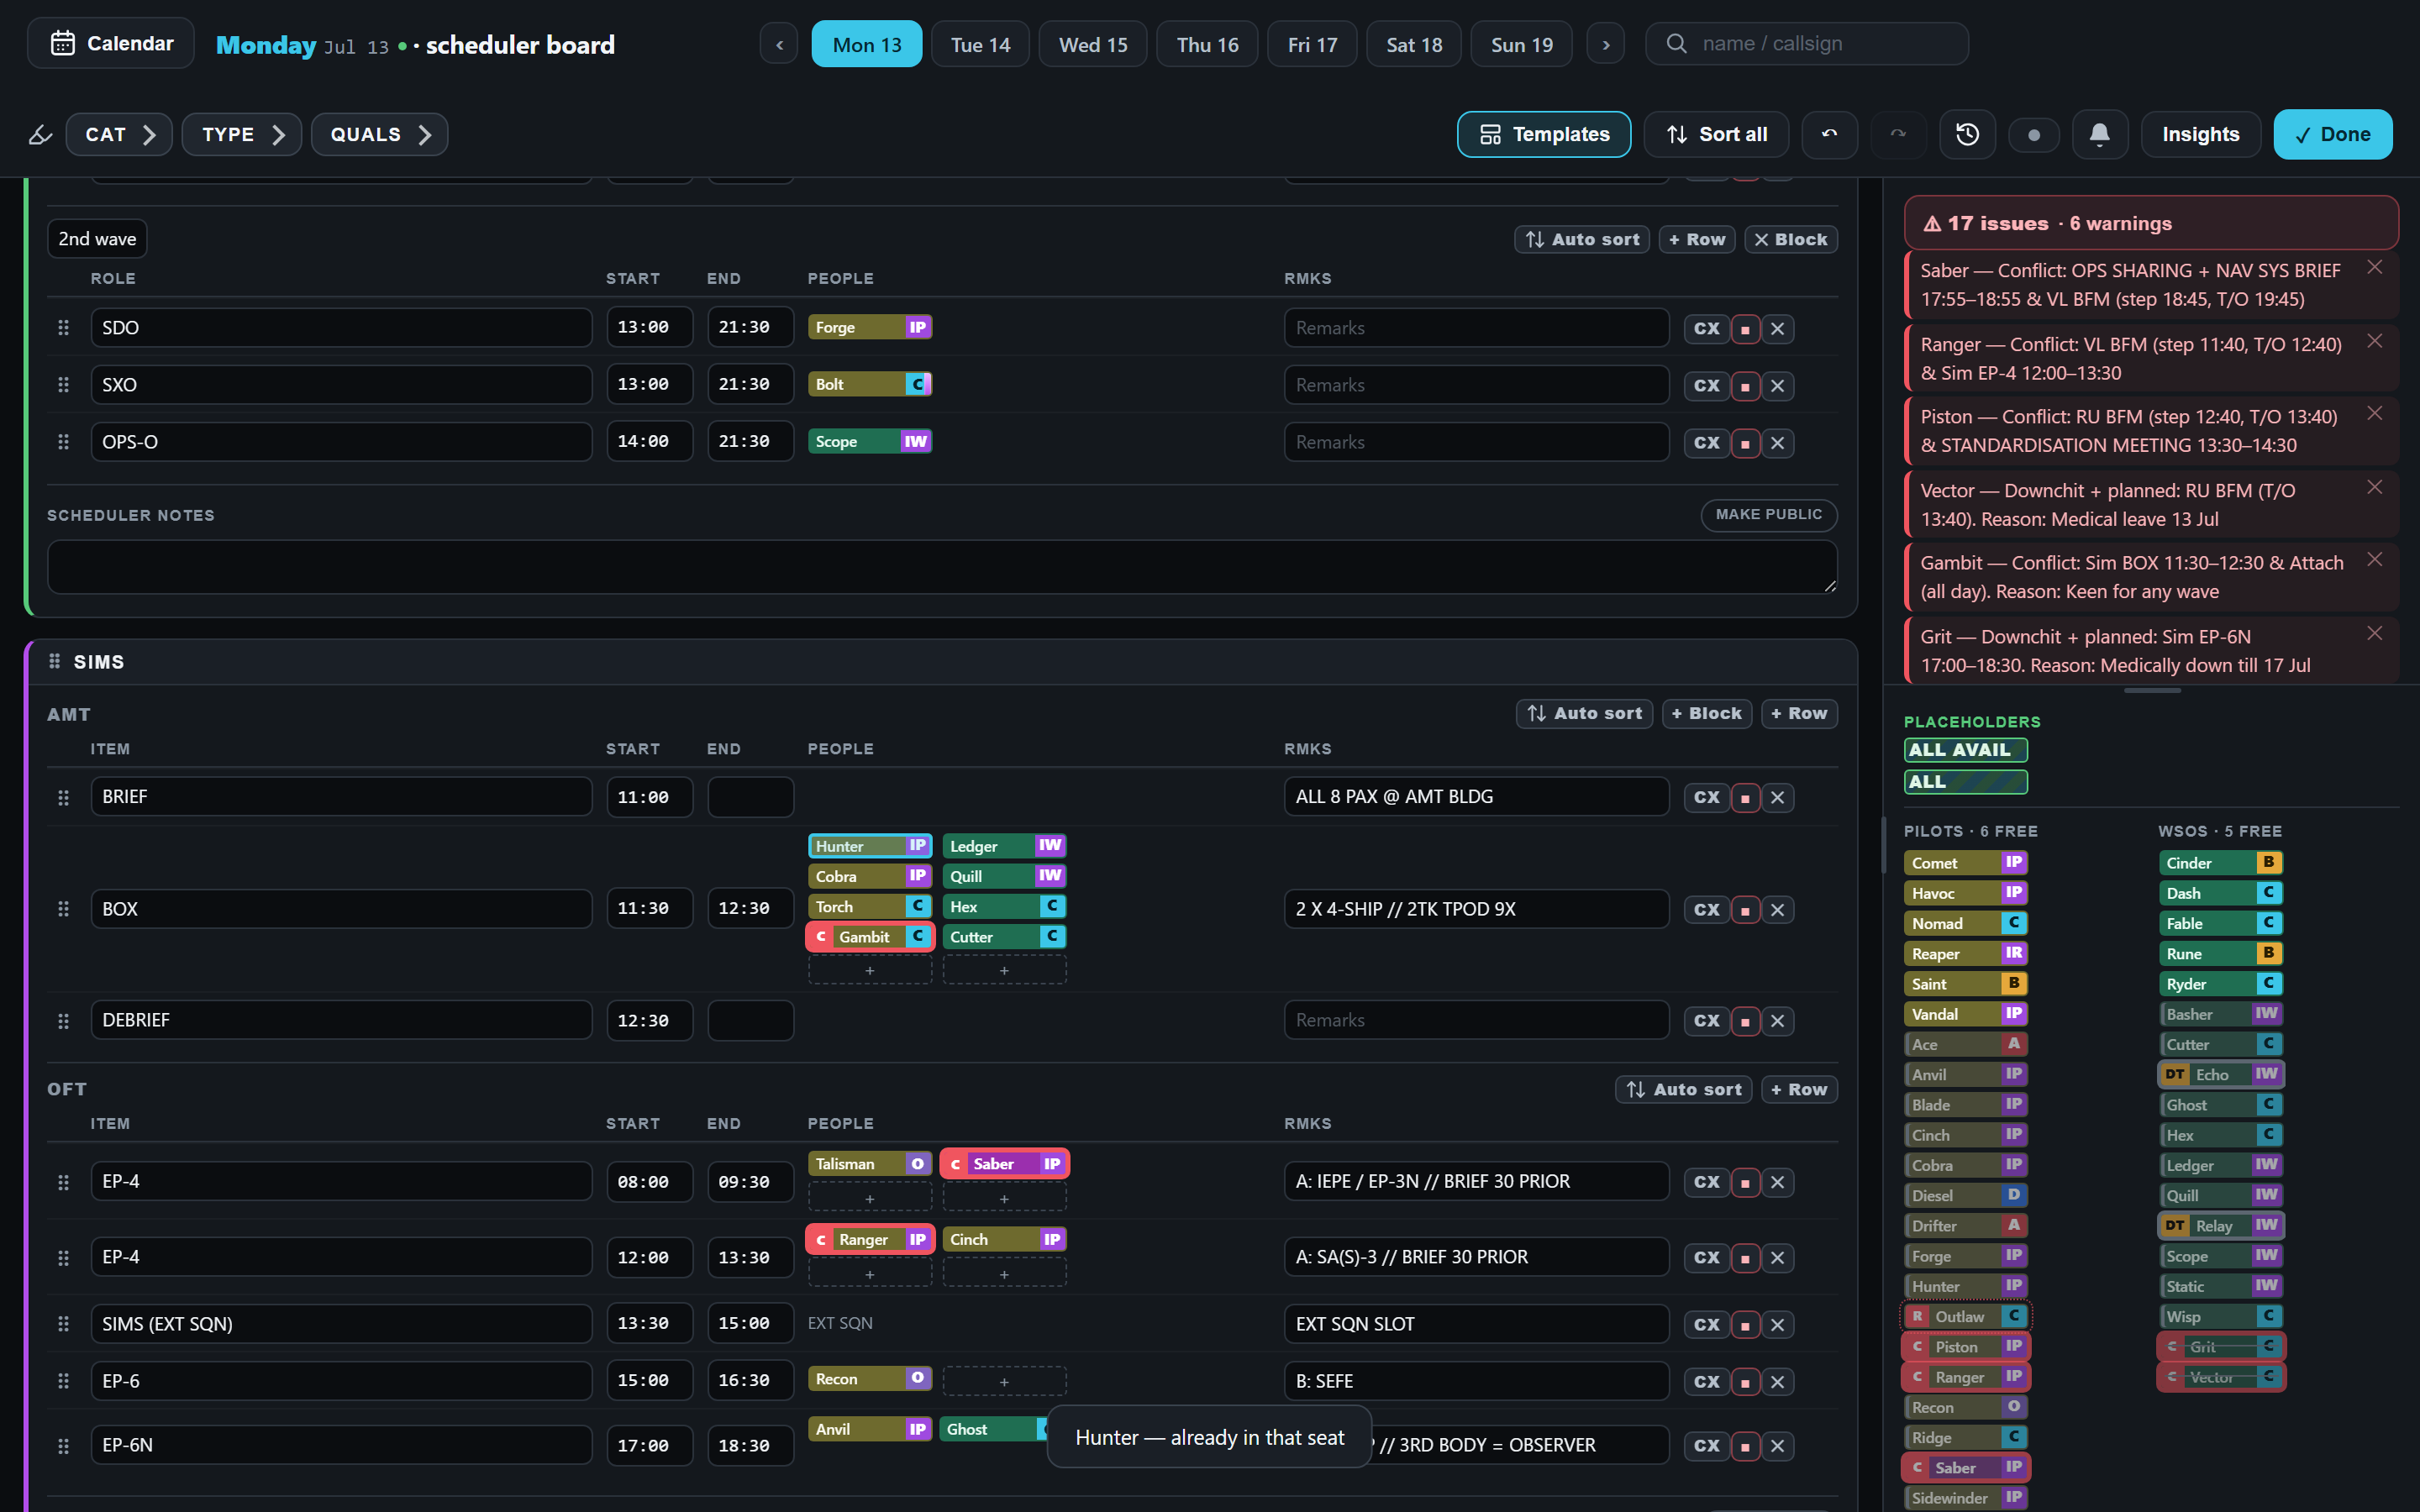 Calendar
Monday Jul 13 • · scheduler board
‹ Mon 13 Tue 14 Wed 15 Thu 16 Fri 17 Sat 18 Sun 19 ›
name / callsign
CAT TYPE QUALS
Templates Sort all Insights ✓ Done
2nd wave
Auto sort + Row × Block
ROLE START END PEOPLE RMKS
SDO 13:00 21:30 Forge IP Remarks CX
SXO 13:00 21:30 Bolt C Remarks CX
OPS-O 14:00 21:30 Scope IW Remarks CX
SCHEDULER NOTES MAKE PUBLIC
SIMS
AMT Auto sort + Block + Row
ITEM START END PEOPLE RMKS
BRIEF 11:00 ALL 8 PAX @ AMT BLDG CX
BOX 11:30 12:30 2 X 4-SHIP // 2TK TPOD 9X CX
Hunter IP Ledger IW
Cobra IP Quill IW
Torch C Hex C
C Gambit C Cutter C
+ +
DEBRIEF 12:30 Remarks CX
OFT Auto sort + Row
ITEM START END PEOPLE RMKS
EP-4 08:00 09:30 Talisman O C Saber IP A: IEPE / EP-3N // BRIEF 30 PRIOR CX
+ +
EP-4 12:00 13:30 C Ranger IP Cinch IP A: SA(S)-3 // BRIEF 30 PRIOR CX
+ +
SIMS (EXT SQN) 13:30 15:00 EXT SQN EXT SQN SLOT CX
EP-6 15:00 16:30 Recon O + B: SEFE CX
EP-6N 17:00 18:30 Anvil IP Ghost // 3RD BODY = OBSERVER CX
Hunter — already in that seat
⚠ 17 issues · 6 warnings
Saber — Conflict: OPS SHARING + NAV SYS BRIEF
17:55–18:55 & VL BFM (step 18:45, T/O 19:45)
Ranger — Conflict: VL BFM (step 11:40, T/O 12:40)
& Sim EP-4 12:00–13:30
Piston — Conflict: RU BFM (step 12:40, T/O 13:40)
& STANDARDISATION MEETING 13:30–14:30
Vector — Downchit + planned: RU BFM (T/O
13:40). Reason: Medical leave 13 Jul
Gambit — Conflict: Sim BOX 11:30–12:30 & Attach
(all day). Reason: Keen for any wave
Grit — Downchit + planned: Sim EP-6N
17:00–18:30. Reason: Medically down till 17 Jul
PLACEHOLDERS
ALL AVAIL
ALL
PILOTS · 6 FREE
Comet IP
Havoc IP
Nomad C
Reaper IR
Saint B
Vandal IP
Ace A
Anvil IP
Blade IP
Cinch IP
Cobra IP
Diesel D
Drifter A
Forge IP
Hunter IP
R Outlaw C
C Piston IP
C Ranger IP
Recon O
Ridge C
C Saber IP
Sidewinder IP
WSOS · 5 FREE
Cinder B
Dash C
Fable C
Rune B
Ryder C
Basher IW
Cutter C
DT Echo IW
Ghost C
Hex C
Ledger IW
Quill IW
DT Relay IW
Scope IW
Static IW
Wisp C
C Grit C
C Vector C